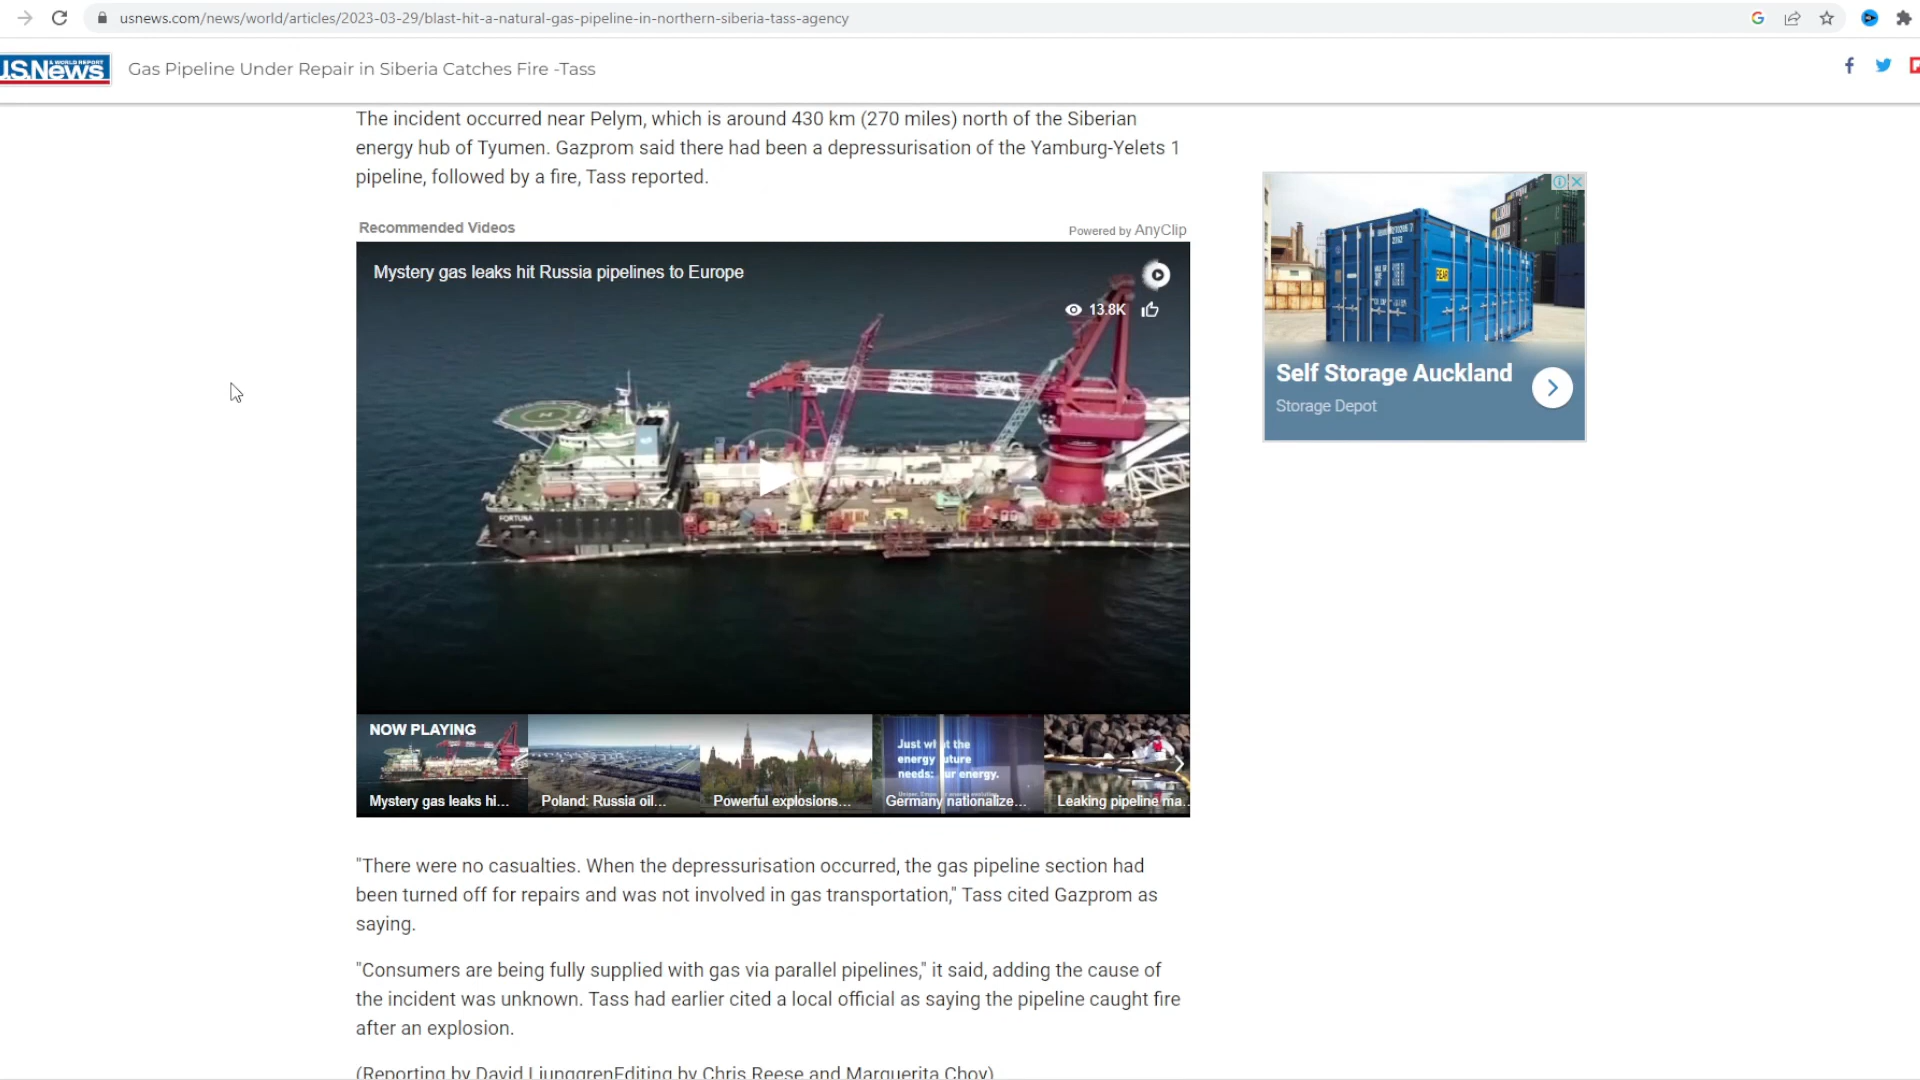 usnews.com/news/world/articles/2023-03-29/blast-hit-a-natural-gas-pipeline-in-northern-siberia-tass-agency
U.S.News
& WORLD REPORT
Gas Pipeline Under Repair in Siberia Catches Fire -Tass
The incident occurred near Pelym, which is around 430 km (270 miles) north of the Siberian
energy hub of Tyumen. Gazprom said there had been a depressurisation of the Yamburg-Yelets 1
pipeline, followed by a fire, Tass reported.
Recommended Videos
Powered by AnyClip
Mystery gas leaks hit Russia pipelines to Europe
13.8K
FORTUNA
NOW PLAYING
Mystery gas leaks hi...
Poland: Russia oil...
Powerful explosions...
Germany nationalize...
Leaking pipeline ma...
"There were no casualties. When the depressurisation occurred, the gas pipeline section had
been turned off for repairs and was not involved in gas transportation," Tass cited Gazprom as
saying.
"Consumers are being fully supplied with gas via parallel pipelines," it said, adding the cause of
the incident was unknown. Tass had earlier cited a local official as saying the pipeline caught fire
after an explosion.
(Reporting by David LjunggrenEditing by Chris Reese and Marguerita Choy)
Self Storage Auckland
Storage Depot